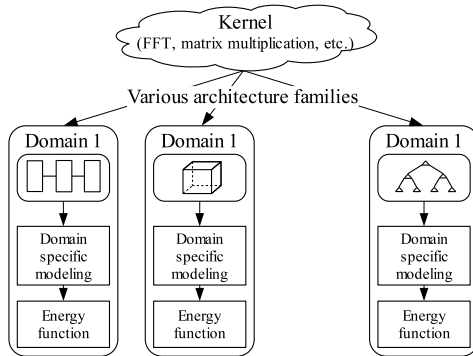 Kernel
(FFT, matrix multiplication, etc.)
Various architecture families
Domain 1
Domain
specific
modeling
Energy
function
Domain 1
Domain
specific
modeling
Energy
function
Domain 1
Domain
specific
modeling
Energy
function